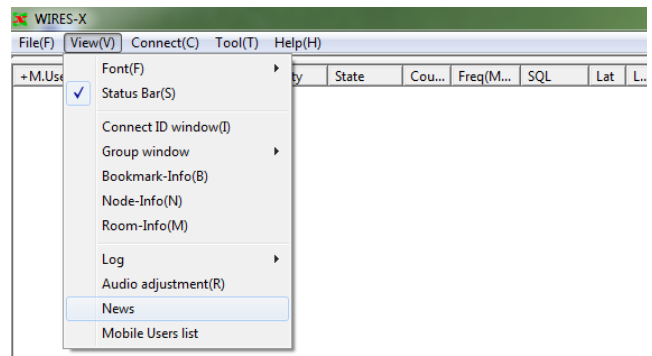 WIRES-X
File(F) View(V) Connect(C) Tool(T) Help(H)
+M.Use ty State Cou... Freq(M... SQL Lat L...
Font(F)
Status Bar(S)
Connect ID window(I)
Group window
Bookmark-Info(B)
Node-Info(N)
Room-Info(M)
Log
Audio adjustment(R)
News
Mobile Users list